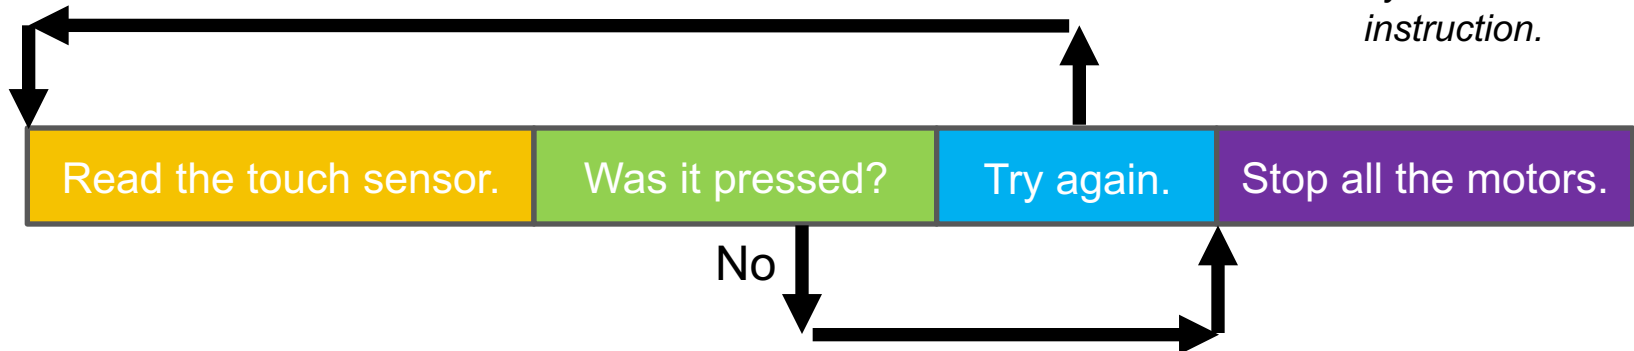 instruction.
Read the touch sensor. Was it pressed? Try again. Stop all the motors.
No